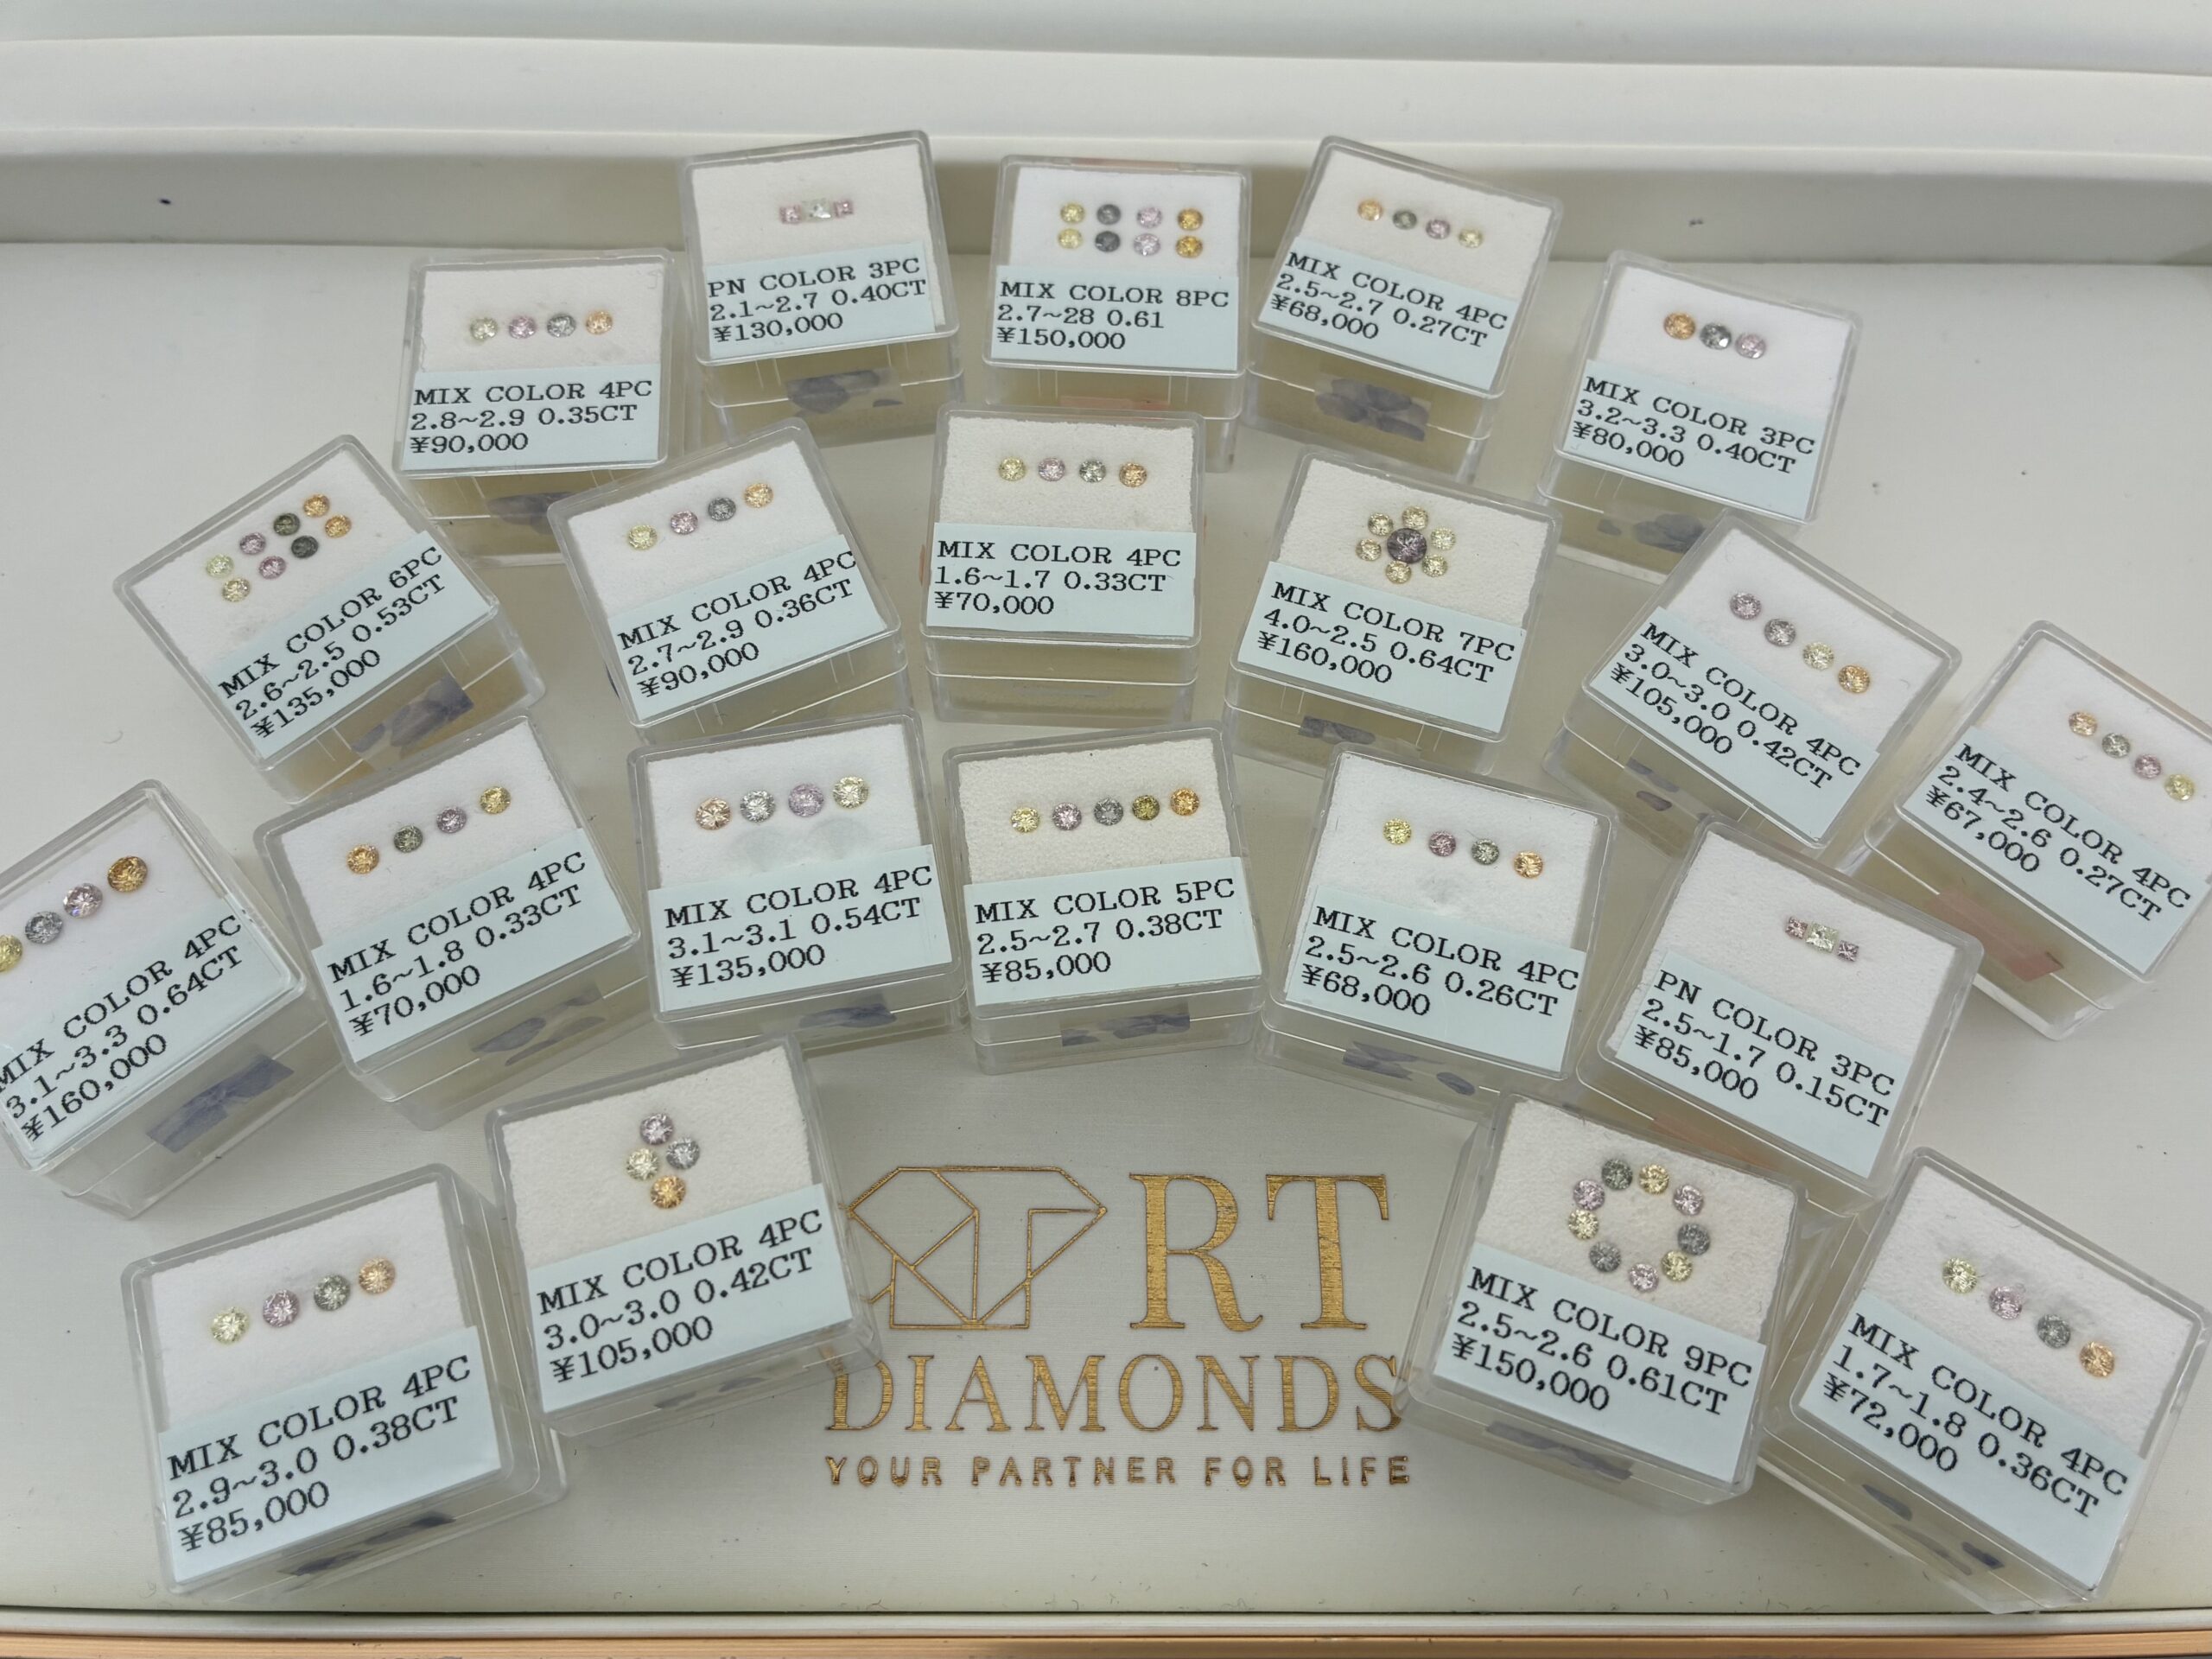 PN COLOR 3PC
2.1~2.7 0.40CT
¥130,000
MIX COLOR 8PC
2.7~28 0.61
¥150,000
MIX COLOR 4PC
2.5~2.7 0.27CT
¥68,000
MIX COLOR 4PC
2.8~2.9 0.35CT
¥90,000
MIX COLOR 3PC
3.2~3.3 0.40CT
¥80,000
MIX COLOR 6PC
2.6~2.5 0.53CT
¥135,000
MIX COLOR 4PC
2.7~2.9 0.36CT
¥90,000
MIX COLOR 4PC
1.6~1.7 0.33CT
¥70,000
MIX COLOR 7PC
4.0~2.5 0.64CT
¥160,000
MIX COLOR 4PC
3.0~3.0 0.42CT
¥105,000
MIX COLOR 4PC
2.4~2.6 0.27CT
¥67,000
MIX COLOR 4PC
3.1~3.3 0.64CT
¥160,000
MIX COLOR 4PC
1.6~1.8 0.33CT
¥70,000
MIX COLOR 4PC
3.1~3.1 0.54CT
¥135,000
MIX COLOR 5PC
2.5~2.7 0.38CT
¥85,000
MIX COLOR 4PC
2.5~2.6 0.26CT
¥68,000
PN COLOR 3PC
2.5~1.7 0.15CT
¥85,000
MIX COLOR 4PC
2.9~3.0 0.38CT
¥85,000
MIX COLOR 4PC
3.0~3.0 0.42CT
¥105,000
RT
DIAMONDS
YOUR PARTNER FOR LIFE
MIX COLOR 9PC
2.5~2.6 0.61CT
¥150,000
MIX COLOR 4PC
1.7~1.8 0.36CT
¥72,000